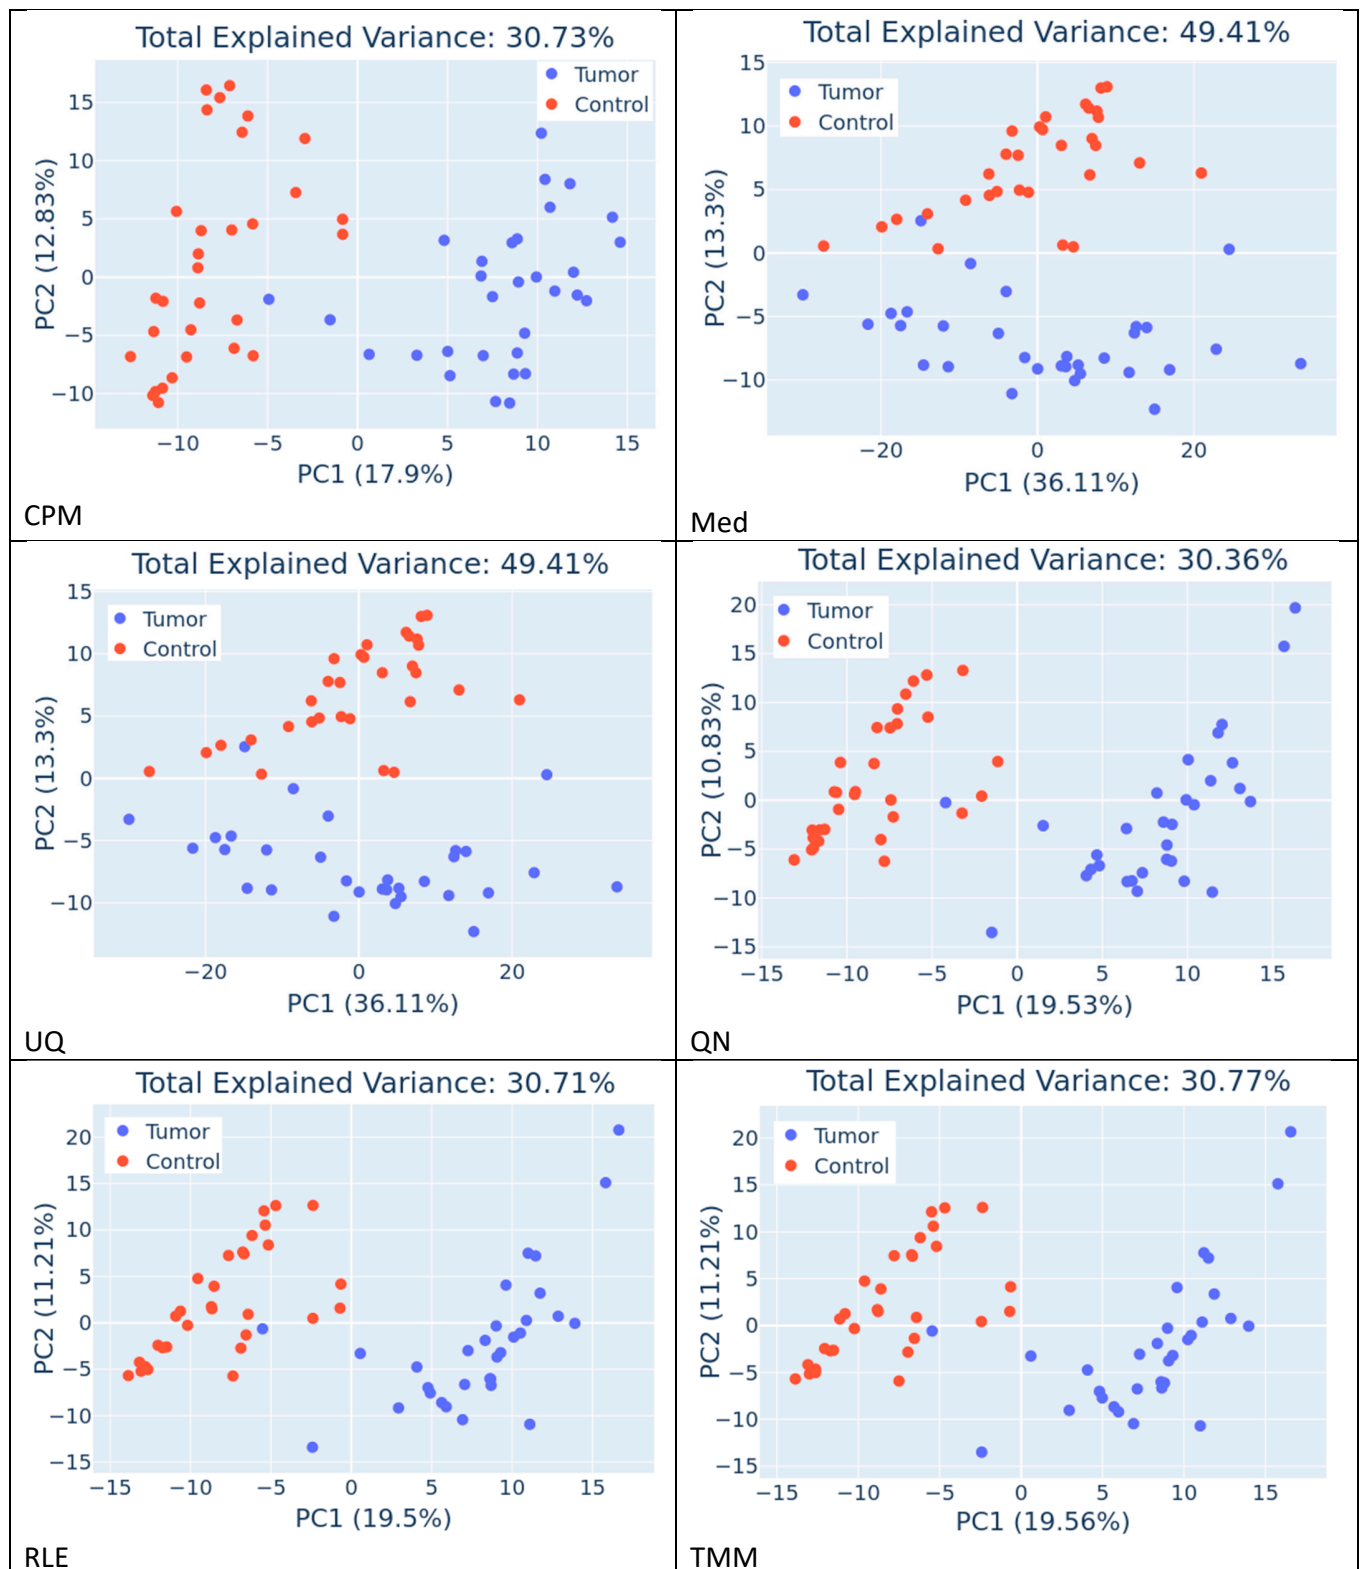 Total Explained Variance: 30.73%
Tumor
Control
15
10
5
0
−5
−10
PC2 (12.83%)
−10 −5 0 5 10 15
PC1 (17.9%)
CPM
Total Explained Variance: 49.41%
Tumor
Control
15
10
5
0
−5
−10
PC2 (13.3%)
−20 0 20
PC1 (36.11%)
Med
Total Explained Variance: 49.41%
Tumor
Control
15
10
5
0
−5
−10
PC2 (13.3%)
−20 0 20
PC1 (36.11%)
UQ
Total Explained Variance: 30.36%
Tumor
Control
20
15
10
5
0
−5
−10
−15
PC2 (10.83%)
−15 −10 −5 0 5 10 15
PC1 (19.53%)
QN
Total Explained Variance: 30.71%
Tumor
Control
20
15
10
5
0
−5
−10
−15
PC2 (11.21%)
−15 −10 −5 0 5 10 15
PC1 (19.5%)
RLE
Total Explained Variance: 30.77%
Tumor
Control
20
15
10
5
0
−5
−10
−15
PC2 (11.21%)
−15 −10 −5 0 5 10 15
PC1 (19.56%)
TMM